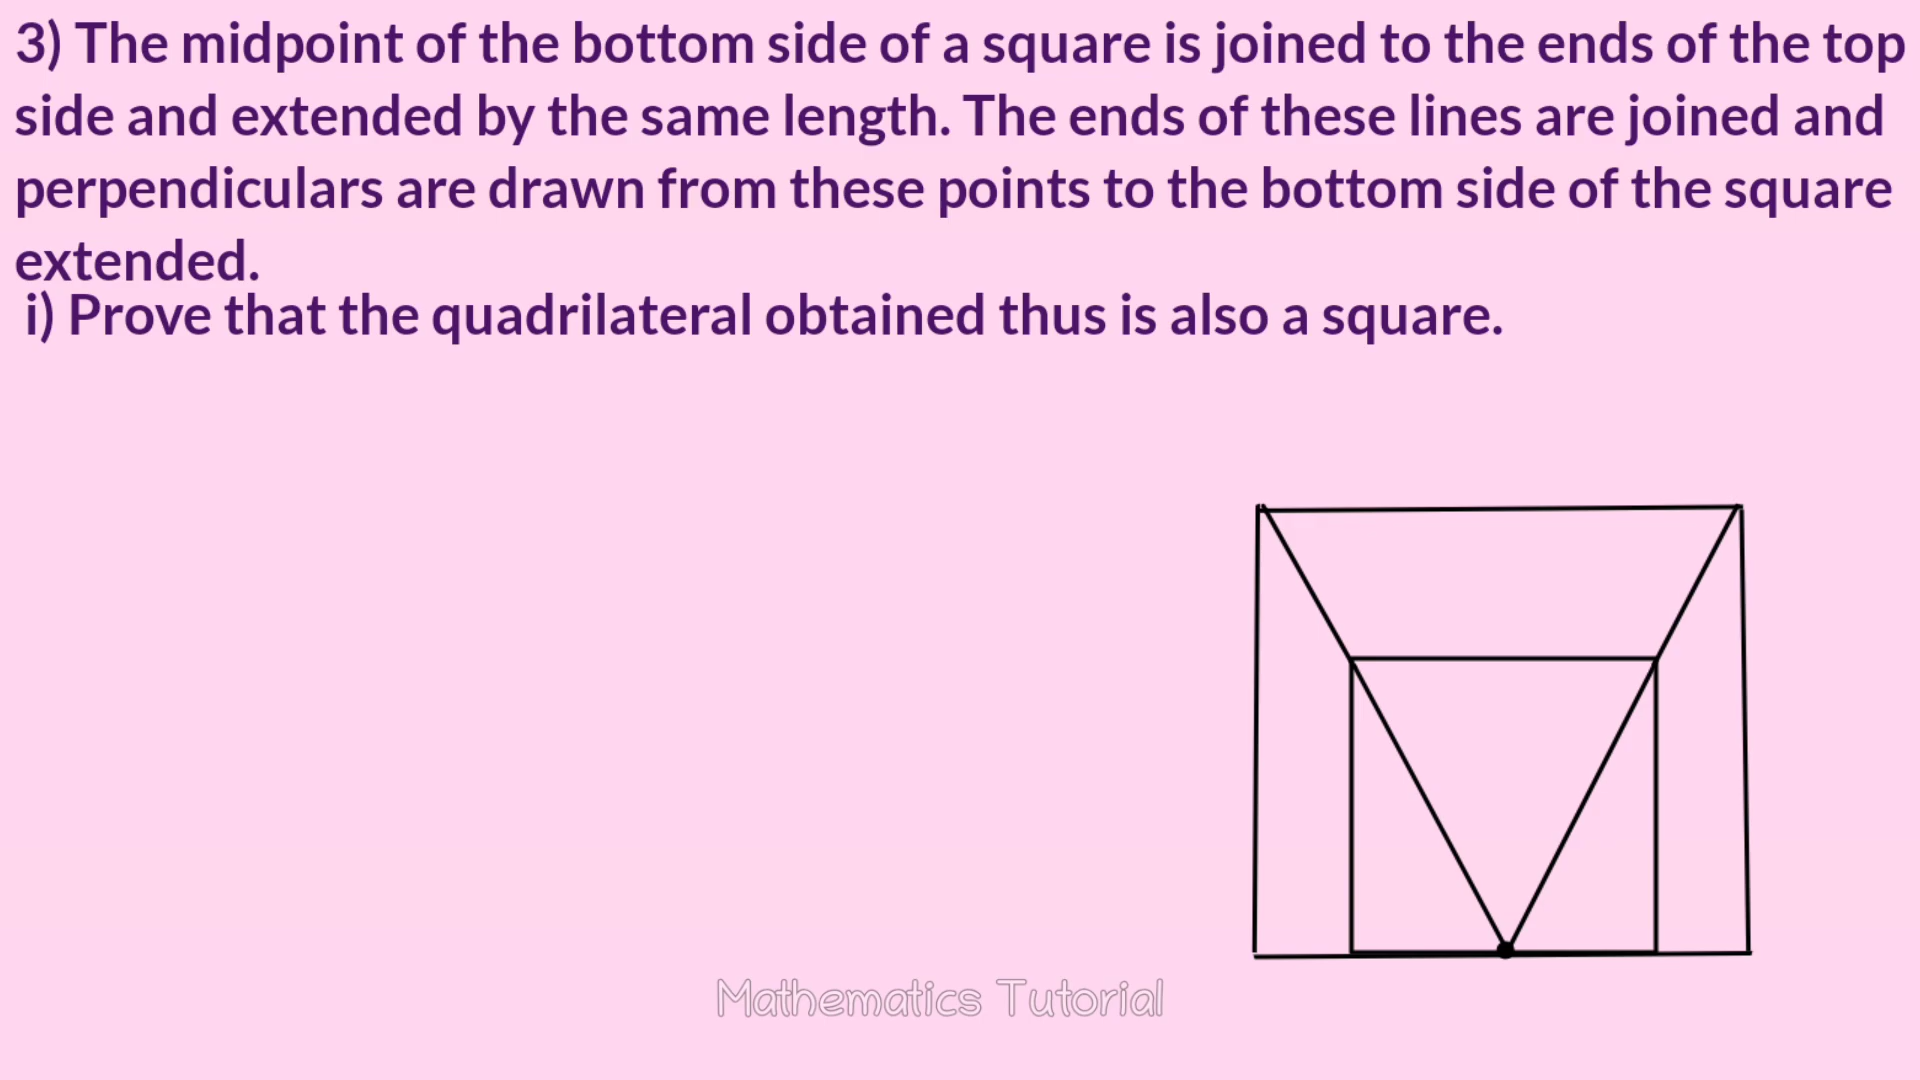 3) The midpoint of the bottom side of a square is joined to the ends of the top
side and extended by the same length. The ends of these lines are joined and
perpendiculars are drawn from these points to the bottom side of the square
extended.
i) Prove that the quadrilateral obtained thus is also a square.
Mathematics Tutorial